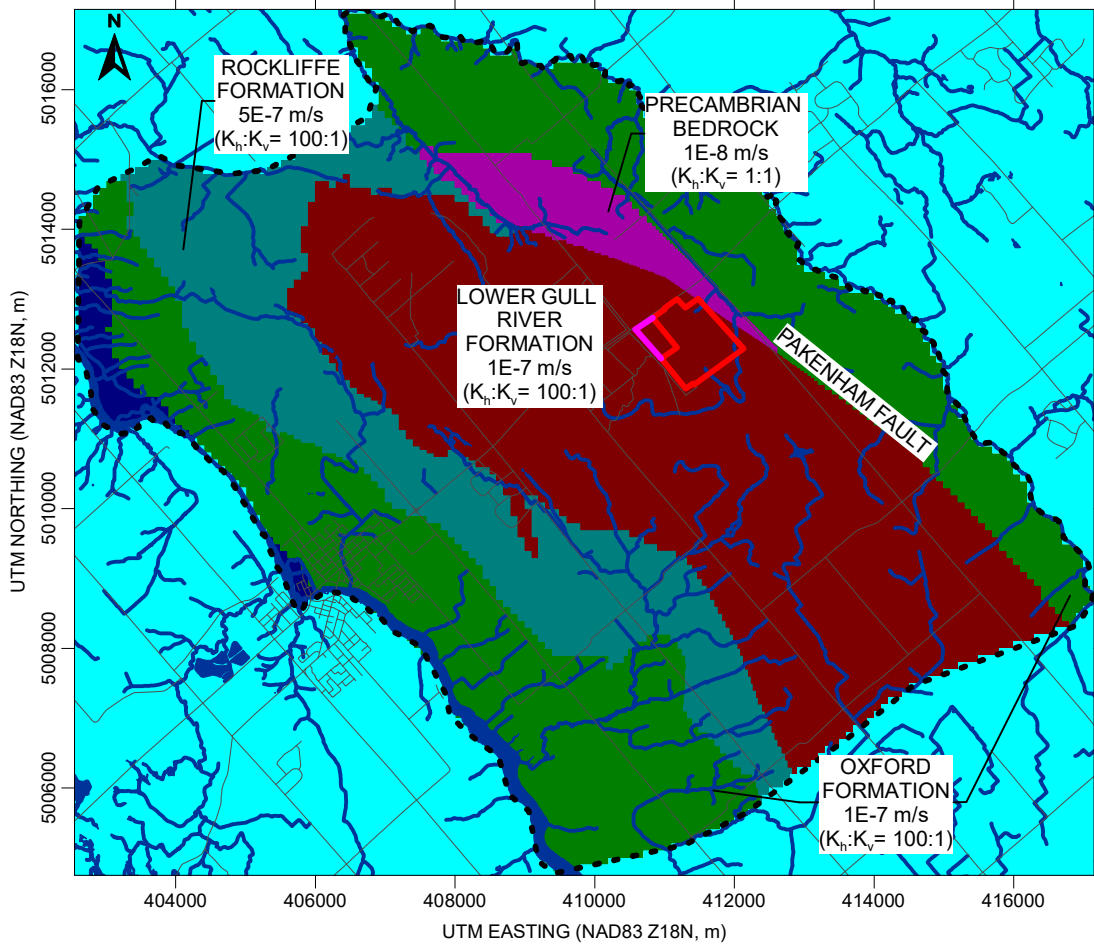 N
ROCKLIFFE
FORMATION
5E-7 m/s
(Kh:Kv= 100:1)
PRECAMBRIAN
BEDROCK
1E-8 m/s
(Kh:Kv= 1:1)
LOWER GULL
RIVER
FORMATION
1E-7 m/s
(Kh:Kv= 100:1)
PAKENHAM FAULT
OXFORD
FORMATION
1E-7 m/s
(Kh:Kv= 100:1)
UTM NORTHING (NAD83 Z18N, m)
5016000
5014000
5012000
5010000
5008000
5006000
404000 406000 408000 410000 412000 414000 416000
UTM EASTING (NAD83 Z18N, m)